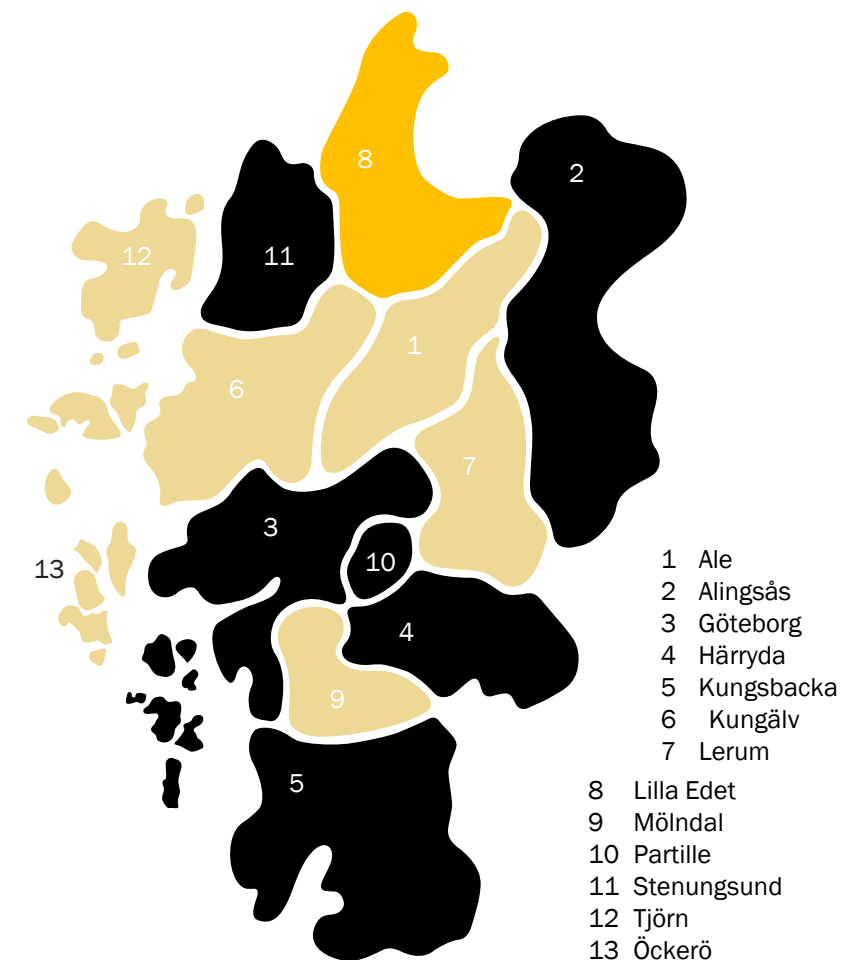 8
2
12
11
1
6
7
3
10
13
4
9
5
1 Ale
2 Alingsås
3 Göteborg
4 Härryda
5 Kungsbacka
6 Kungälv
7 Lerum
8 Lilla Edet
9 Mölndal
10 Partille
11 Stenungsund
12 Tjörn
13 Öckerö